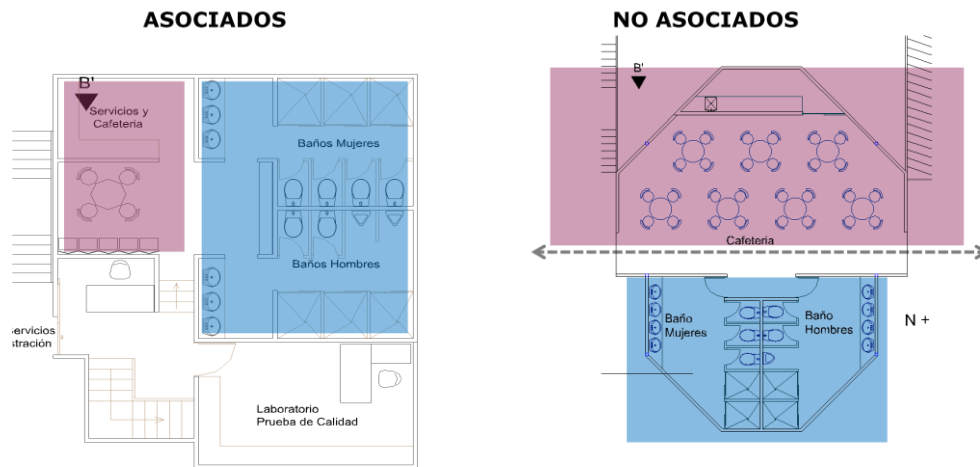 ASOCIADOS
B'
Servicios y
Cafeteria
Baños Mujeres
Baños Hombres
ervicios
stración
Laboratorio
Prueba de Calidad
NO ASOCIADOS
B'
Cafeteria
Baño
Mujeres
Baño
Hombres
N +